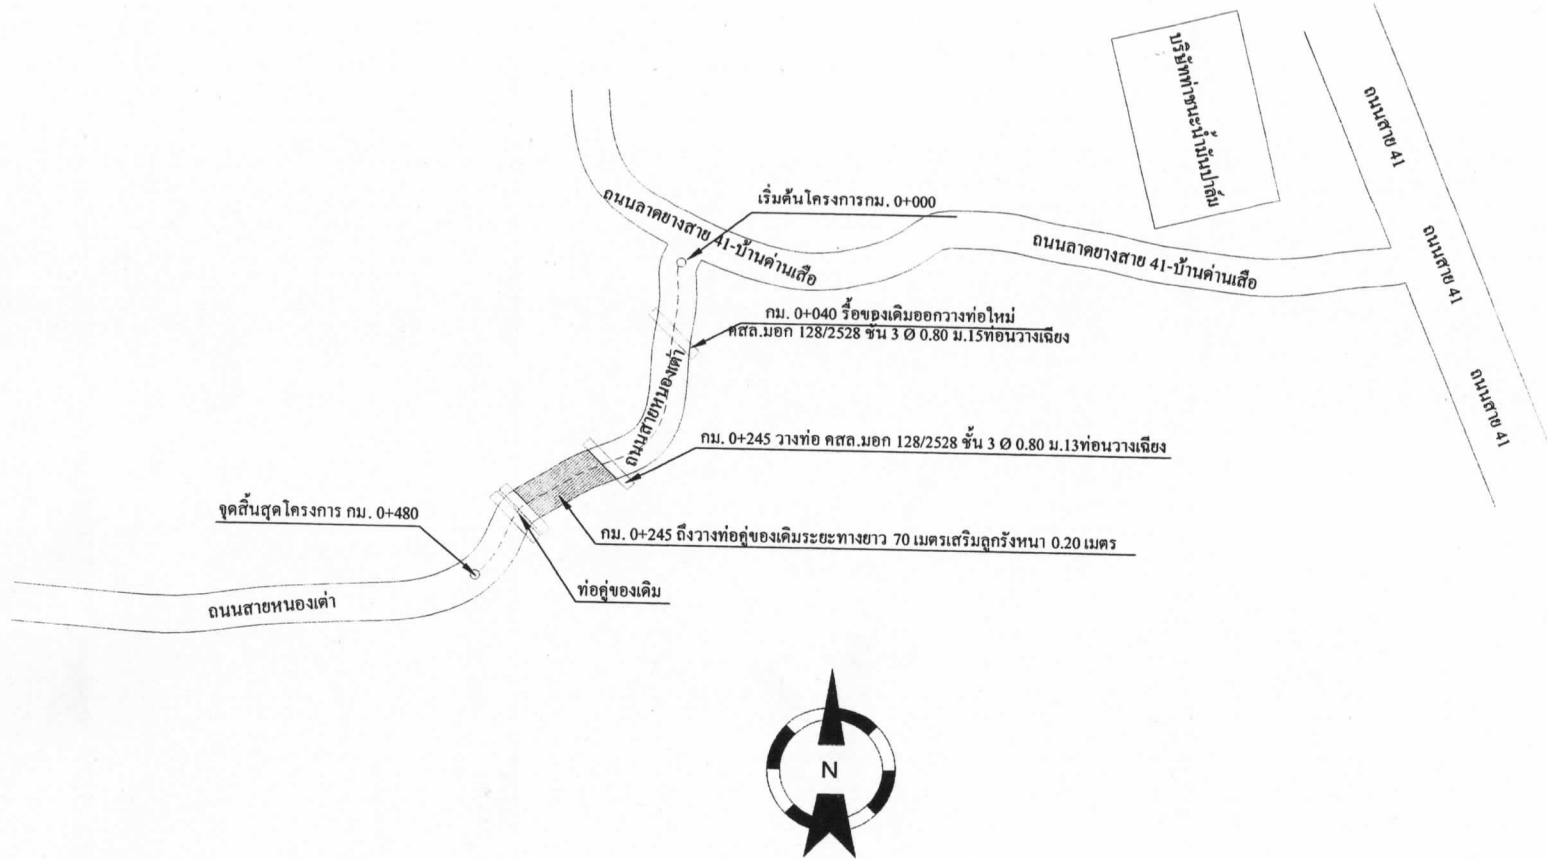 บริษัทท่าชนะน้ำมันปาล์ม
ถนนสาย 41
เริ่มต้นโครงการกม. 0+000
ถนนลาดยางสาย 41-บ้านด่านเสือ
ถนนลาดยางสาย 41-บ้านด่านเสือ
ถนนสาย 41
กม. 0+040 รื้อของเดิมออกวางท่อใหม่
คสล.มอก 128/2528 ชั้น 3 Ø 0.80 ม.15ท่อนวางเฉียง
ถนนสายหนองเต่า
ถนนสาย 41
กม. 0+245 วางท่อ คสล.มอก 128/2528 ชั้น 3 Ø 0.80 ม.13ท่อนวางเฉียง
จุดสิ้นสุดโครงการ กม. 0+480
กม. 0+245 ถึงวางท่อคู่ของเดิมระยะทางยาว 70 เมตรเสริมลูกรังหนา 0.20 เมตร
ท่อคู่ของเดิม
ถนนสายหนองเต่า
N